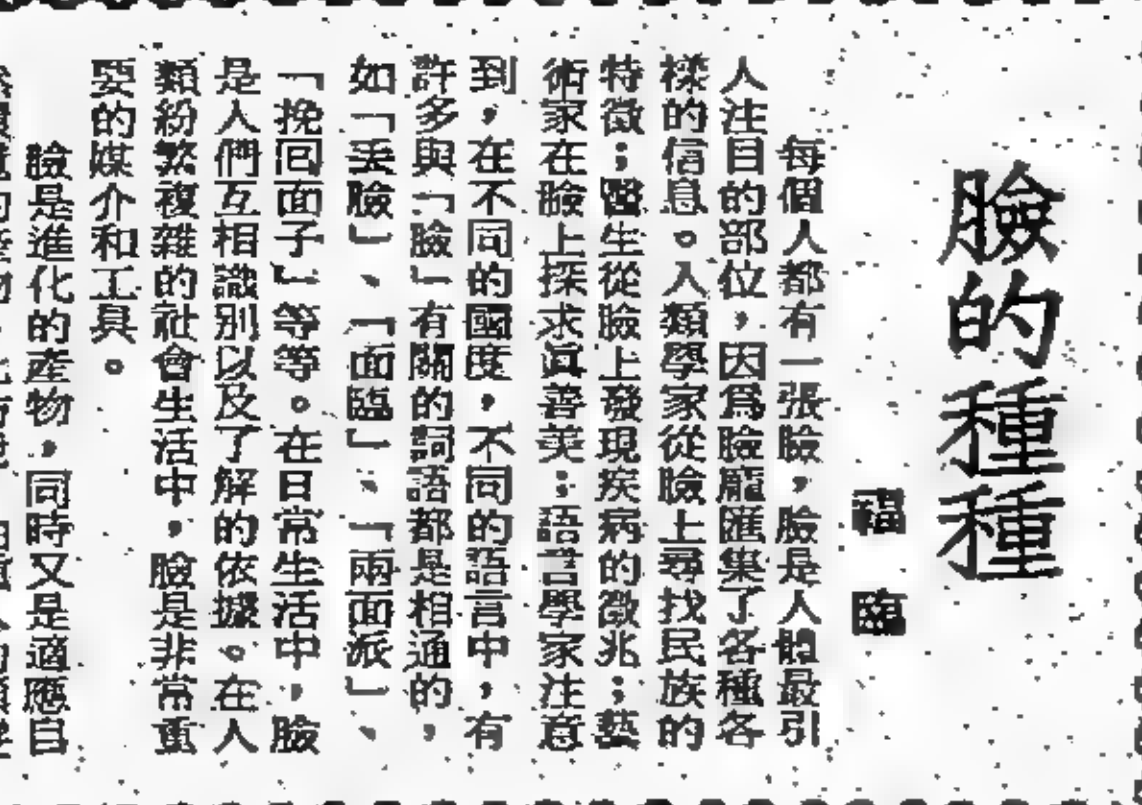 臉的種種
福臨
每個人都有一張臉，臉是人體最引
人注目的部位，因爲臉龐匯集了各種各
樣的信息。人類學家從臉上尋找民族的
特徵；醫生從臉上發現疾病的徵兆；藝
術家在臉上探求眞善美；語言學家注意
到，在不同的國度，不同的語言中，有
許多與「臉」有關的詞語都是相通的，
如「丟臉」、「面臨」、「兩面派」、
「挽回面子」等等。在日常生活中，臉
是人們互相識別以及了解的依據。在人
類紛繁複雜的社會生活中，臉是非常重
要的媒介和工具。
臉是進化的產物，同時又是適應自